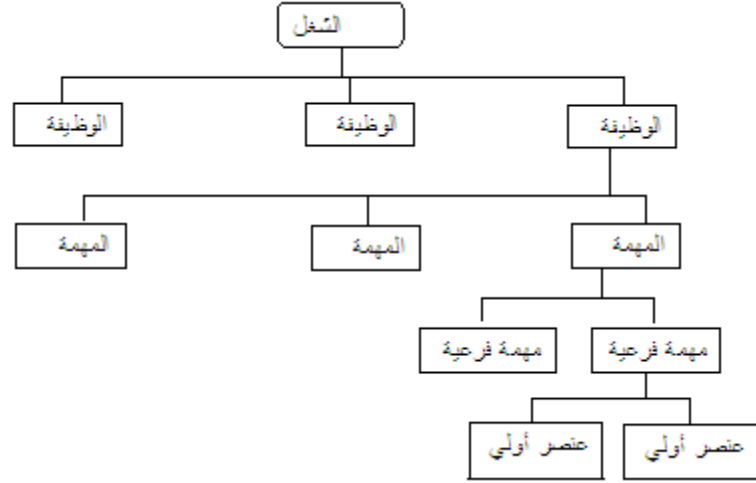 الشغل
الوظيفة
الوظيفة
الوظيفة
المهمة
المهمة
المهمة
مهمة فرعية
مهمة فرعية
عنصر أولي
عنصر أولي